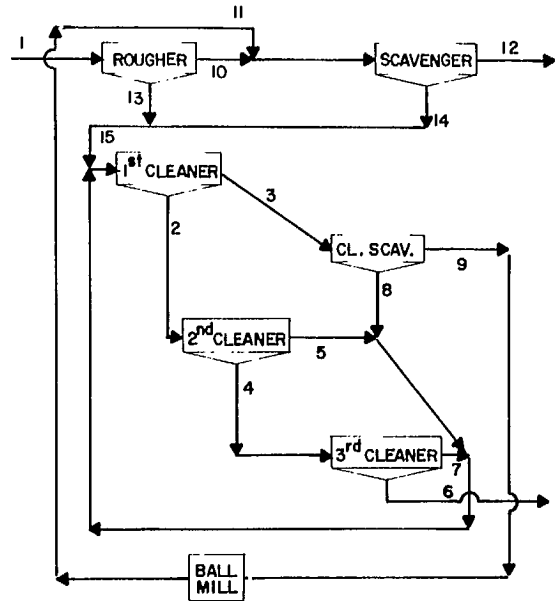 11
1
ROUGHER
10
SCAVENGER
12
13
14
15
1st CLEANER
3
2
CL. SCAV.
9
8
2nd CLEANER
5
4
3rd CLEANER
7
6
BALL
MILL